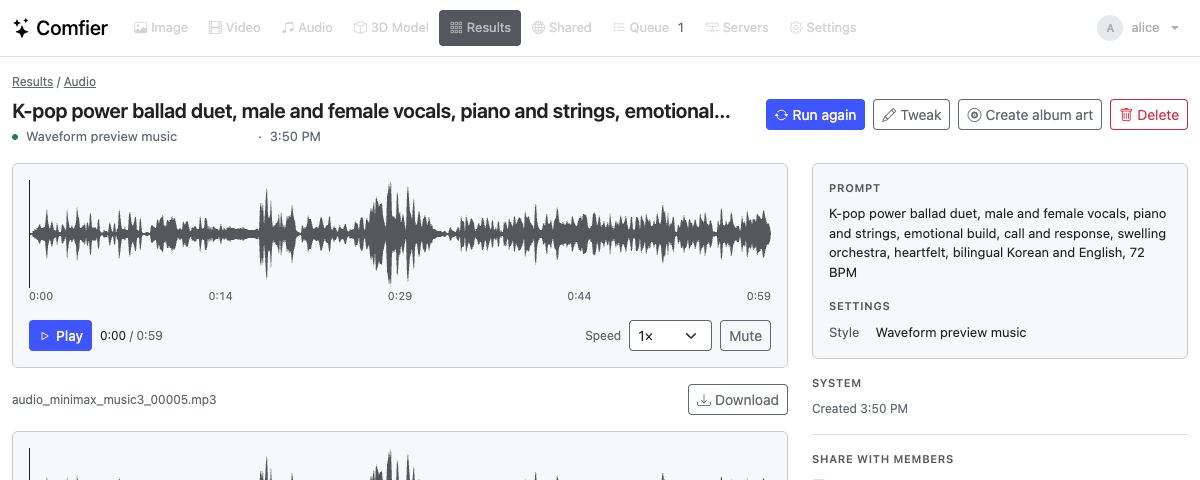 Comfier
Image
Video
Audio
3D Model
Results
Shared
Queue 1
Servers
Settings
A
alice
Results / Audio
K-pop power ballad duet, male and female vocals, piano and strings, emotional...
Run again
Tweak
Create album art
Delete
Waveform preview music · 3:50 PM
0:00 0:14 0:29 0:44 0:59
Play
0:00 / 0:59
Speed
1×
Mute
audio_minimax_music3_00005.mp3
Download
PROMPT
K-pop power ballad duet, male and female vocals, piano
and strings, emotional build, call and response, swelling
orchestra, heartfelt, bilingual Korean and English, 72
BPM
SETTINGS
Style Waveform preview music
SYSTEM
Created 3:50 PM
SHARE WITH MEMBERS